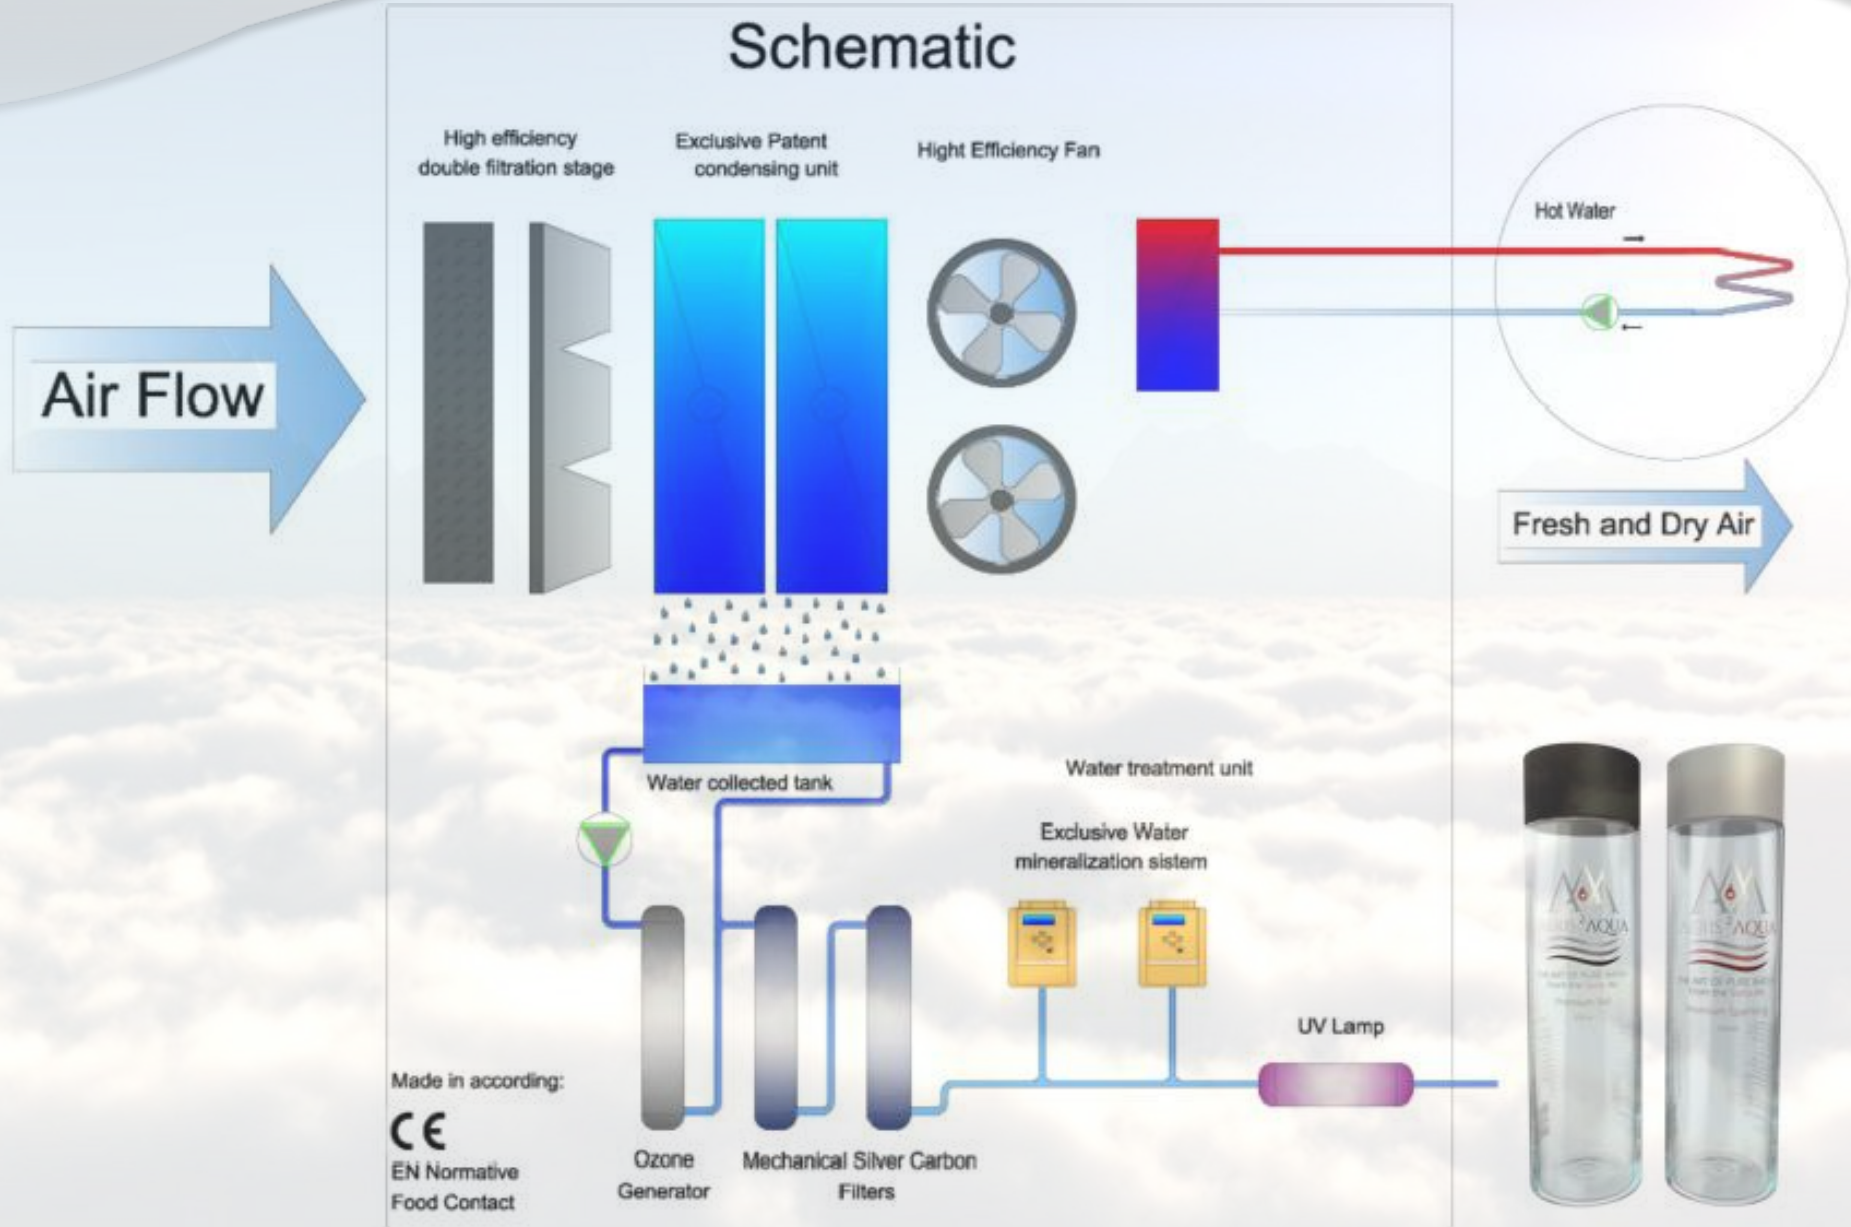 Schematic
High efficiency
double filtration stage
Exclusive Patent
condensing unit
Hight Efficiency Fan
Hot Water
Air Flow
Fresh and Dry Air
Water collected tank
Water treatment unit
Exclusive Water
mineralization sistem
UV Lamp
Made in according:
CE
EN Normative
Food Contact
Ozone
Generator
Mechanical Silver Carbon
Filters
AQUA
AQUA